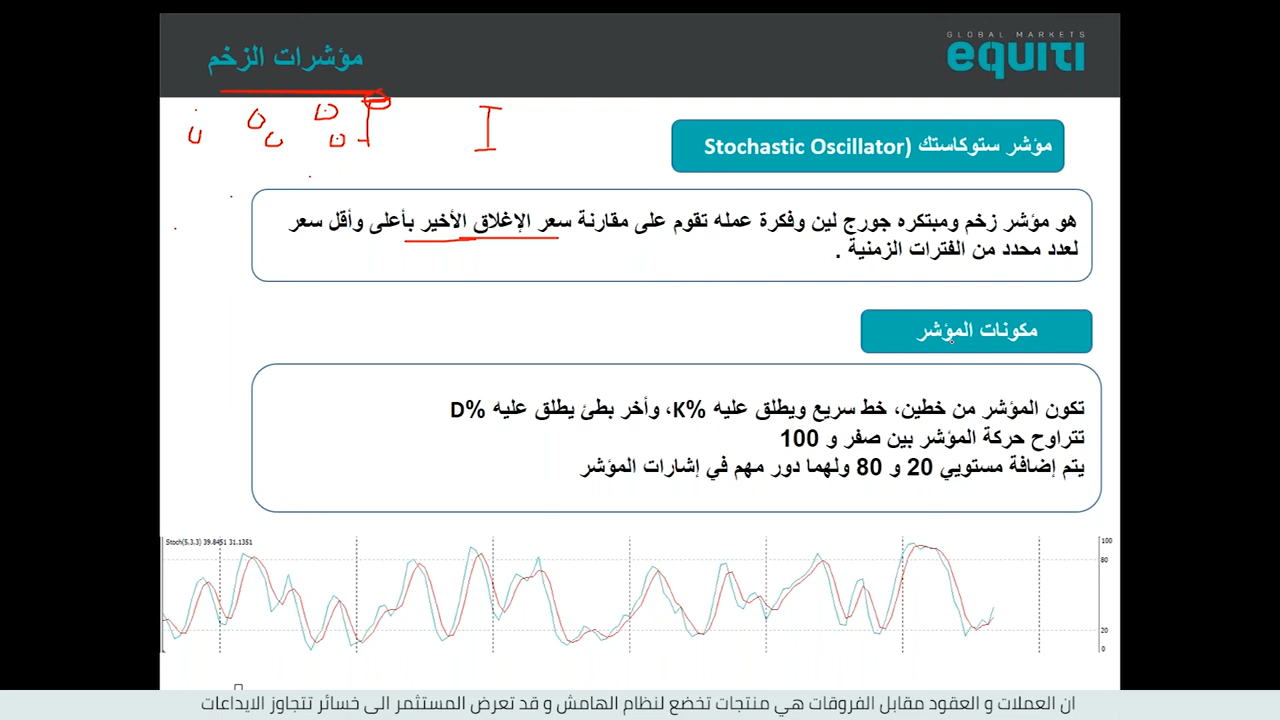 مؤشرات الزخم
GLOBAL MARKETS
equiti
مؤشر ستوكاستك (Stochastic Oscillator
هو مؤشر زخم ومبتكره جورج لين وفكرة عمله تقوم على مقارنة سعر الإغلاق الأخير بأعلى وأقل سعر
لعدد محدد من الفترات الزمنية .
مكونات المؤشر
تكون المؤشر من خطين، خط سريع ويطلق عليه %K، وأخر بطئ يطلق عليه %D
تتراوح حركة المؤشر بين صفر و 100
يتم إضافة مستويي 20 و 80 ولهما دور مهم في إشارات المؤشر
Stoch(5,3,3) 39.8451 31.1351
100
80
20
0
ان العملات و العقود مقابل الفروقات هي منتجات تخضع لنظام الهامش و قد تعرض المستثمر الى خسائر تتجاوز الايداعات